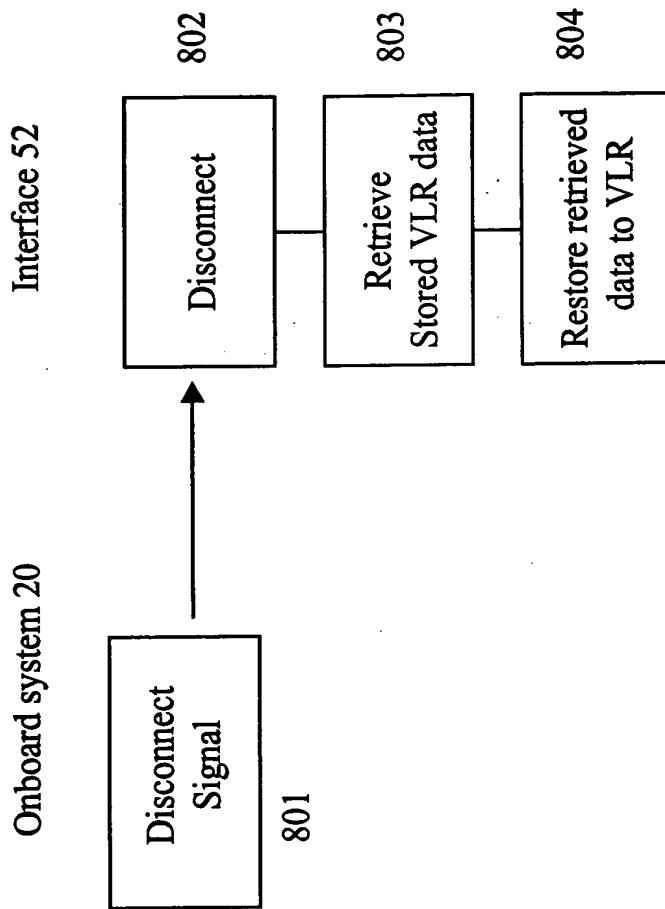 Onboard system 20
Interface 52
Disconnect
Signal
801
Disconnect
802
Retrieve
Stored VLR data
803
Restore retrieved
data to VLR
804